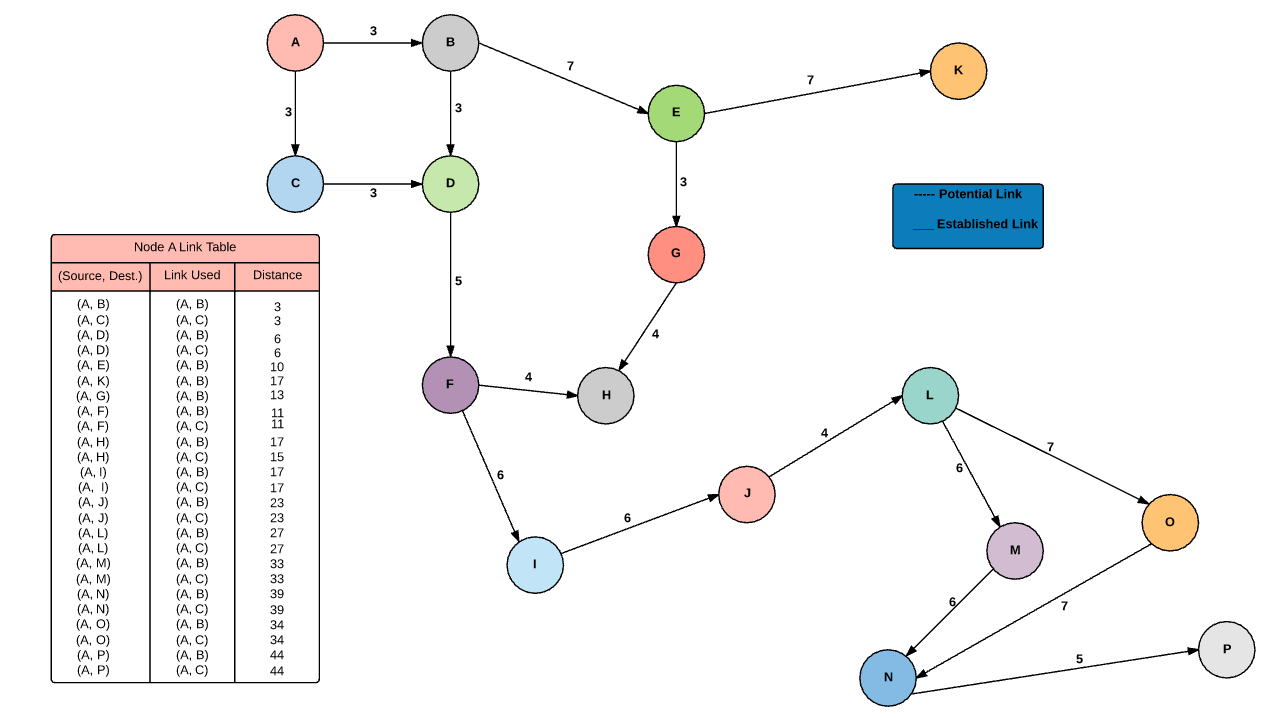 A
3
B
7
E
7
K
3
3
C
3
D
3
G
5
4
F
4
H
6
I
6
J
4
L
6
7
M
O
6
7
N
5
P
----- Potential Link
___ Established Link
Node A Link Table
(Source, Dest.) Link Used Distance
(A, B) (A, B) 3
(A, C) (A, C) 3
(A, D) (A, B) 6
(A, D) (A, C) 6
(A, E) (A, B) 10
(A, K) (A, B) 17
(A, G) (A, B) 13
(A, F) (A, B) 11
(A, F) (A, C) 11
(A, H) (A, B) 17
(A, H) (A, C) 15
(A, I) (A, B) 17
(A, I) (A, C) 17
(A, J) (A, B) 23
(A, J) (A, C) 23
(A, L) (A, B) 27
(A, L) (A, C) 27
(A, M) (A, B) 33
(A, M) (A, C) 33
(A, N) (A, B) 39
(A, N) (A, C) 39
(A, O) (A, B) 34
(A, O) (A, C) 34
(A, P) (A, B) 44
(A, P) (A, C) 44